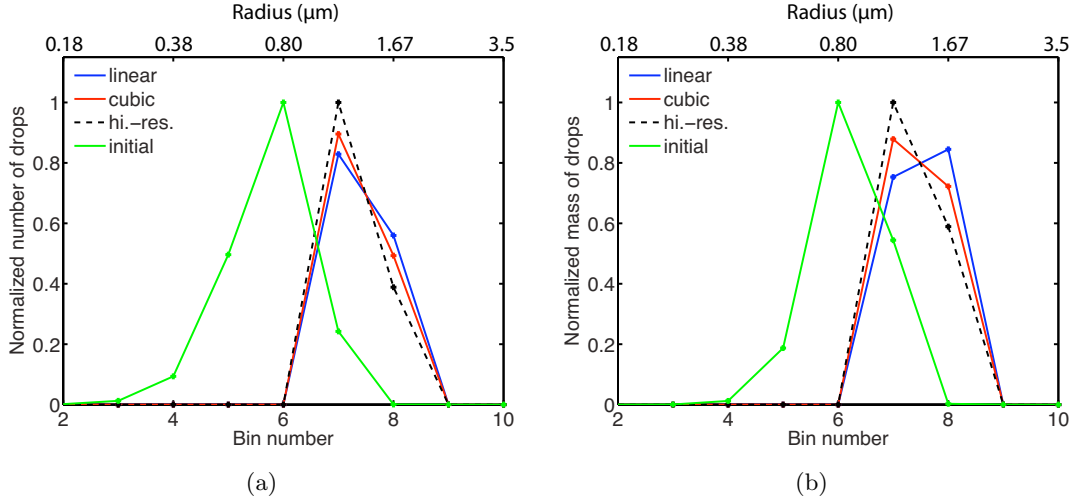 Radius (μm)
0.18 0.38 0.80 1.67 3.5
linear
cubic
hi.-res.
initial
1
0.8
0.6
0.4
0.2
0
Normalized number of drops
2 4 6 8 10
Bin number
(a)
Radius (μm)
0.18 0.38 0.80 1.67 3.5
linear
cubic
hi.-res.
initial
1
0.8
0.6
0.4
0.2
0
Normalized mass of drops
2 4 6 8 10
Bin number
(b)